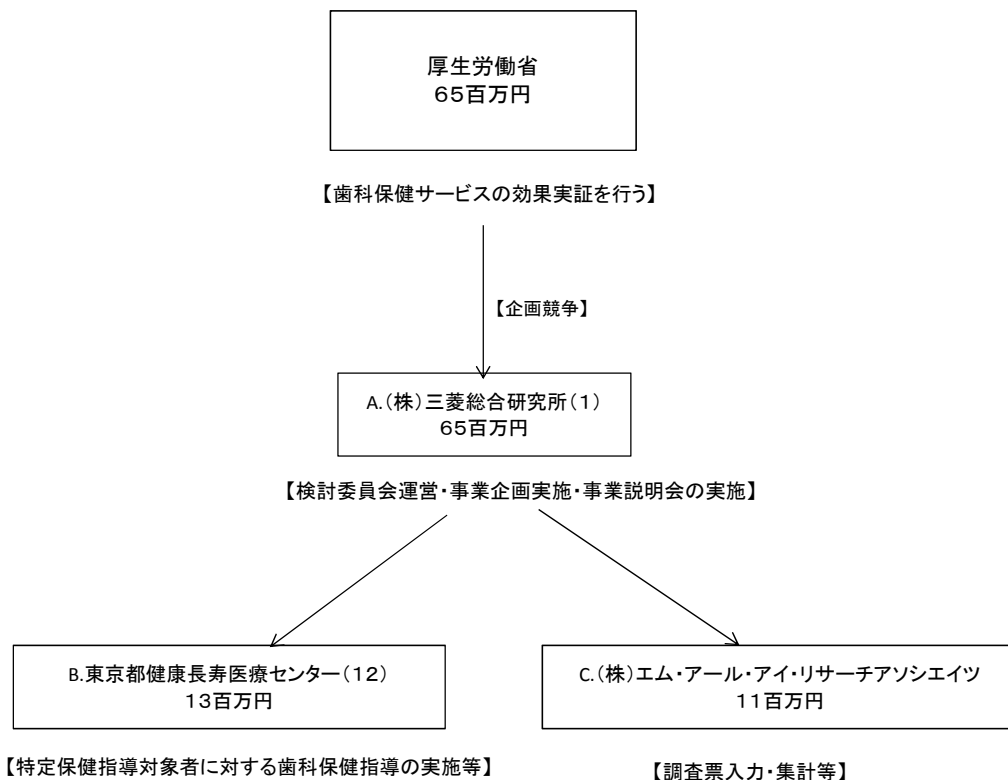 厚生労働省
65百万円
【歯科保健サービスの効果実証を行う】
【企画競争】
A.(株)三菱総合研究所(1)
65百万円
【検討委員会運営・事業企画実施・事業説明会の実施】
B.東京都健康長寿医療センター(12)
13百万円
C.(株)エム・アール・アイ・リサーチアソシエイツ
11百万円
【特定保健指導対象者に対する歯科保健指導の実施等】
【調査票入力・集計等】